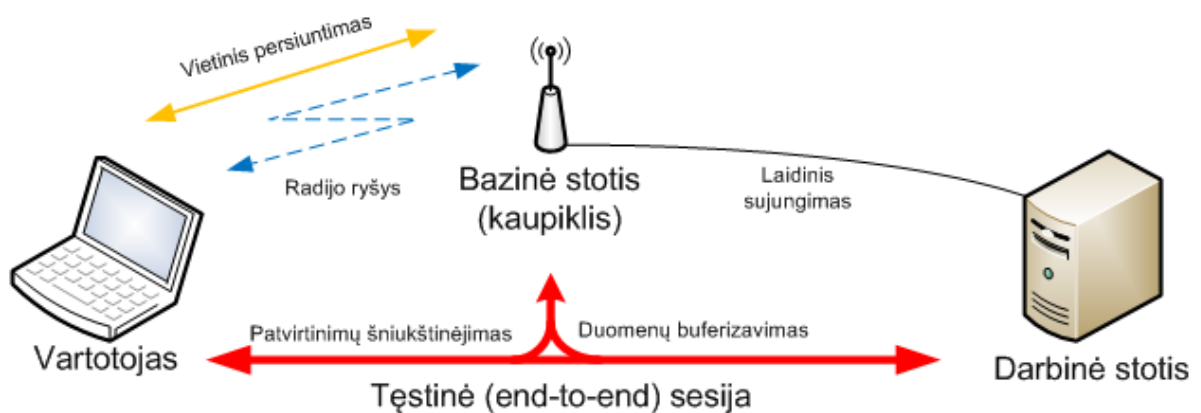 Vietinis persiuntimas
Radijo ryšys
Bazinė stotis
(kaupiklis)
Laidinis
sujungimas
Patvirtinimų šniukštinėjimas
Duomenų buferizavimas
Vartotojas
Darbinė stotis
Tęstinė (end-to-end) sesija